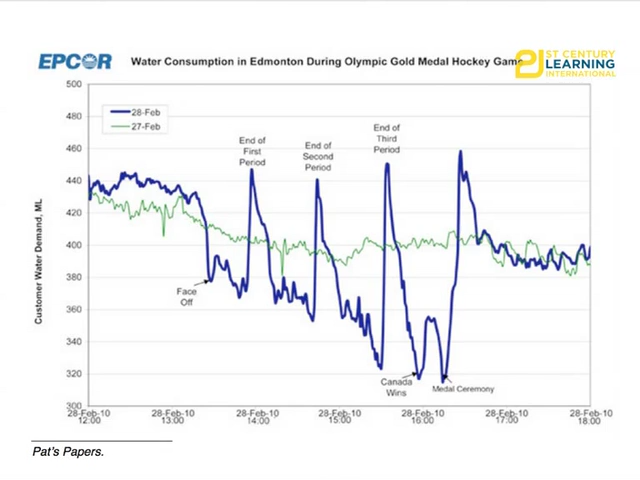 EPCOR
Water Consumption in Edmonton During Olympic Gold Medal Hockey Game
21ST CENTURY
LEARNING
INTERNATIONAL
500
480
460
440
420
400
380
360
340
320
300
Customer Water Demand, ML
28-Feb
27-Feb
End of
First
Period
End of
Second
Period
End of
Third
Period
Face
Off
Canada
Wins
Medal Ceremony
28-Feb-10
12:00
28-Feb-10
13:00
28-Feb-10
14:00
28-Feb-10
15:00
28-Feb-10
16:00
28-Feb-10
17:00
28-Feb-10
18:00
Pat's Papers.